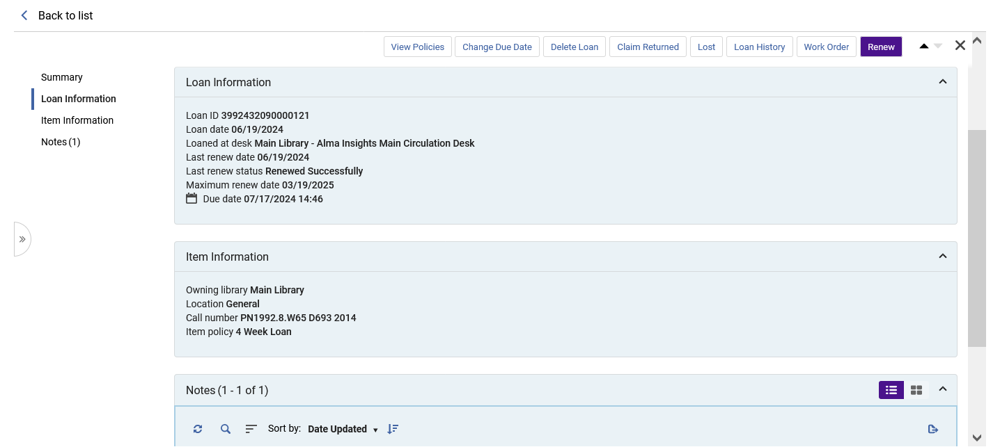 Back to list
View Policies Change Due Date Delete Loan Claim Returned Lost Loan History Work Order Renew
Summary
Loan Information
Item Information
Notes (1)
Loan Information
Loan ID 3992432090000121
Loan date 06/19/2024
Loaned at desk Main Library - Alma Insights Main Circulation Desk
Last renew date 06/19/2024
Last renew status Renewed Successfully
Maximum renew date 03/19/2025
Due date 07/17/2024 14:46
Item Information
Owning library Main Library
Location General
Call number PN1992.8.W65 D693 2014
Item policy 4 Week Loan
Notes (1 - 1 of 1)
Sort by: Date Updated